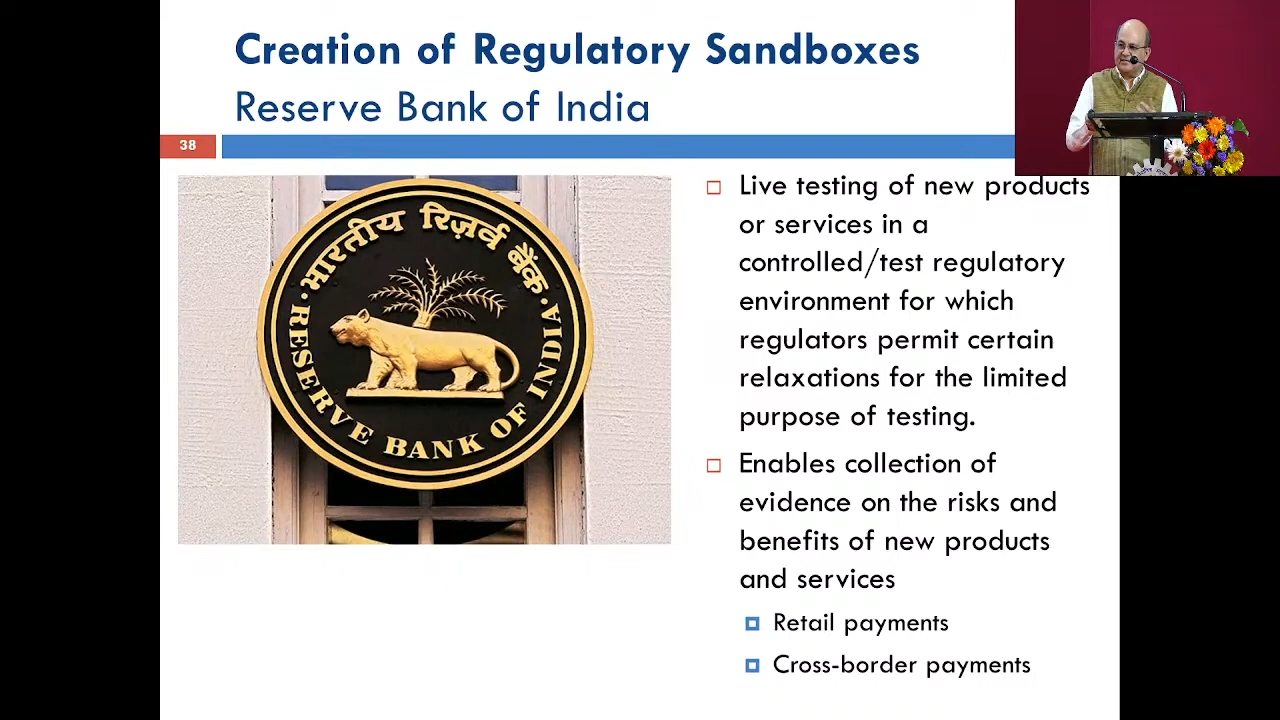 Creation of Regulatory Sandboxes
Reserve Bank of India
38
भारतीय रिज़र्व बैंक
RESERVE BANK OF INDIA
Live testing of new products
or services in a
controlled/test regulatory
environment for which
regulators permit certain
relaxations for the limited
purpose of testing.
Enables collection of
evidence on the risks and
benefits of new products
and services
Retail payments
Cross-border payments